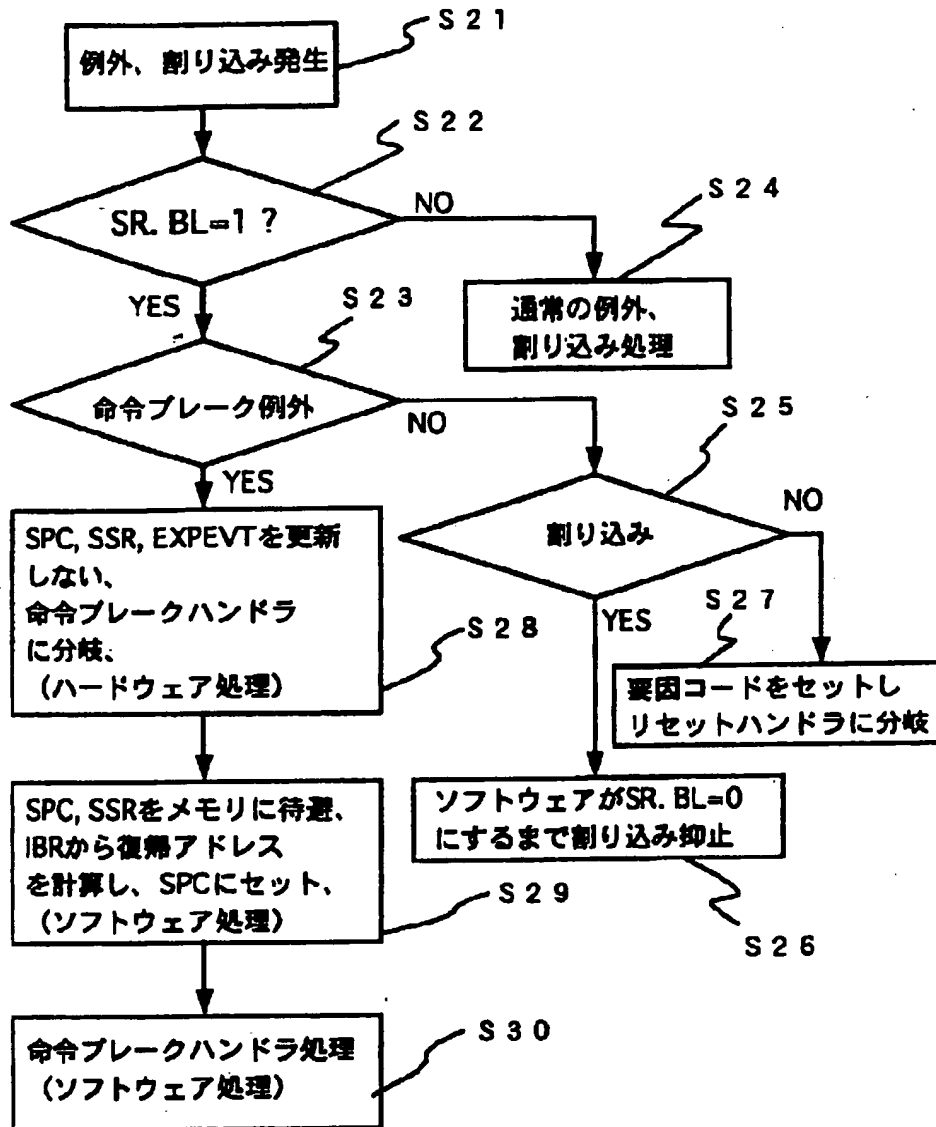 S21
例外、割り込み発生
S22
SR. BL=1 ?
NO
S24
通常の例外、
割り込み処理
YES
S23
命令ブレーク例外
NO
S25
YES
割り込み
NO
SPC, SSR, EXPEVTを更新
しない、
命令ブレークハンドラ
に分岐、
(ハードウェア処理)
S28
YES
S27
要因コードをセットし
リセットハンドラに分岐
SPC, SSRをメモリに待避、
IBRから復帰アドレス
を計算し、SPCにセット、
(ソフトウェア処理)
S29
ソフトウェアがSR. BL=0
にするまで割り込み抑止
S26
命令ブレークハンドラ処理
(ソフトウェア処理)
S30